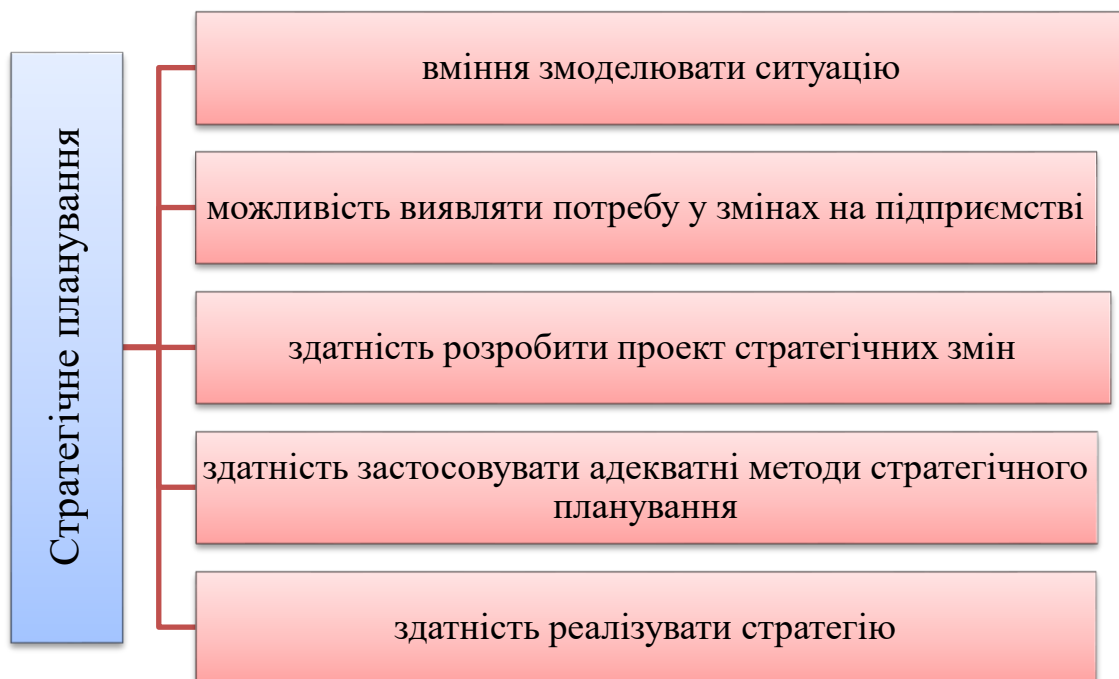 Стратегічне планування
вміння змоделювати ситуацію
можливість виявляти потребу у змінах на підприємстві
здатність розробити проект стратегічних змін
здатність застосовувати адекватні методи стратегічного
планування
здатність реалізувати стратегію